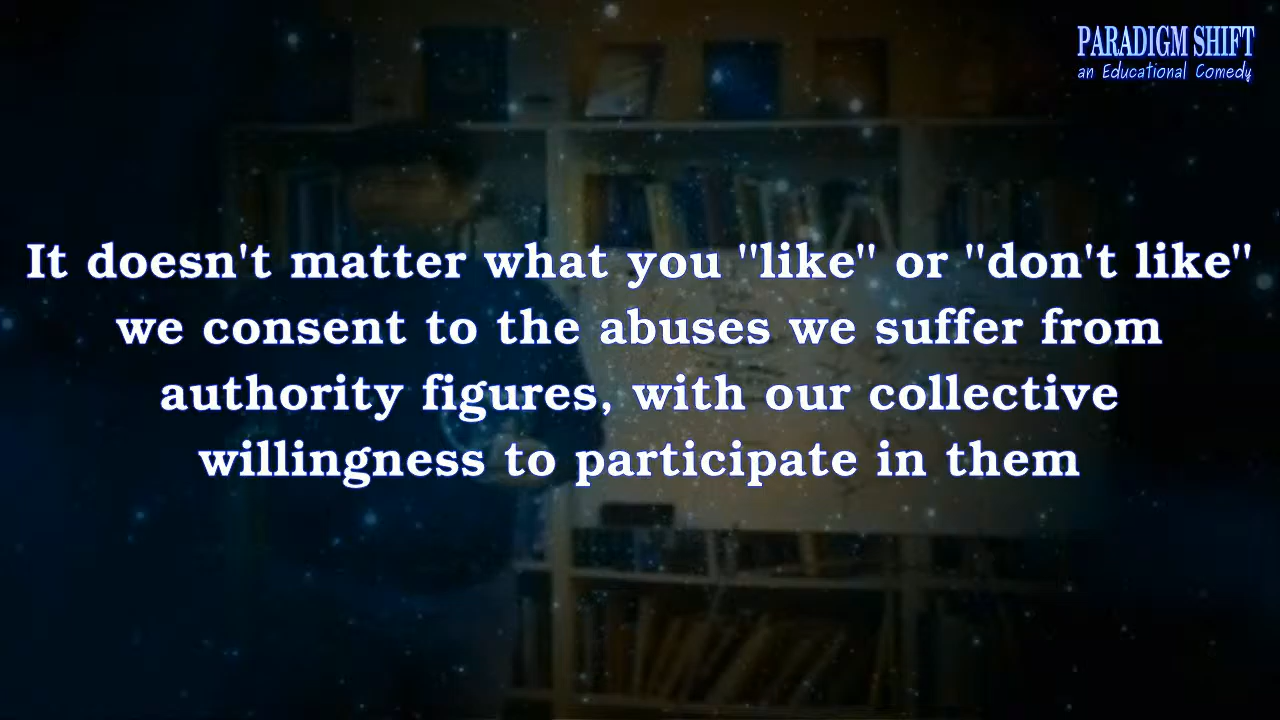 PARADIGM SHIFT
an Educational Comedy
It doesn't matter what you "like" or "don't like"
we consent to the abuses we suffer from
authority figures, with our collective
willingness to participate in them